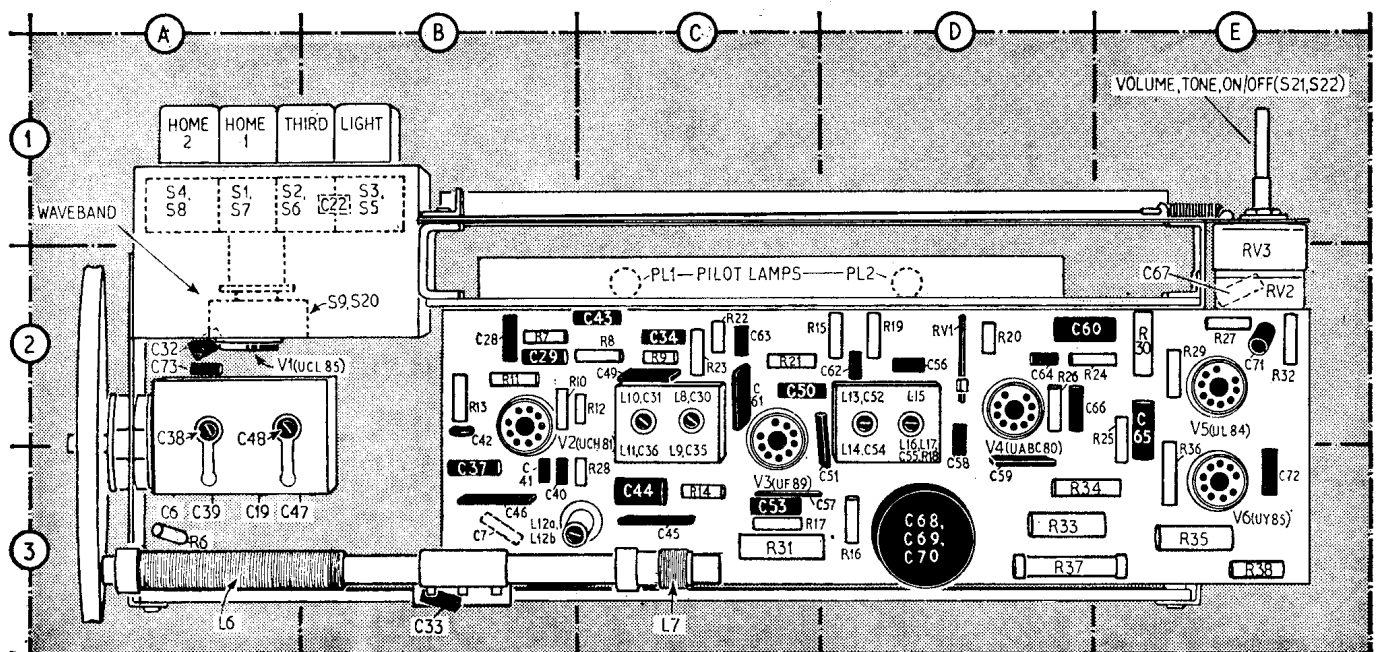 A B C D E
VOLUME, TONE, ON/OFF (S21, S22)
1
HOME 2
HOME 1
THIRD
LIGHT
S4, S8
S1, S7
S2, S6
C22
S3, S5
WAVEBAND
RV3
PL1—PILOT LAMPS—PL2
C67
RV2
S9, S20
2
C32
C73
V1 (UCL 85)
C28
R7
C29
C43
R8
C34
R9
R22
R23
C63
R21
R15
C62
R19
C56
RV1
R20
C60
C64
R26
R24
R30
R29
R27
C71
R32
R11
R10
R13
R12
C49
C61
C50
C66
C42
V2 (UCH 81)
L10, C31
L8, C30
L11, C36
L9, C35
L13, C52
L15
L14, C54
L16, L17, C55, R18
V4 (UABC 80)
R25
C65
V5 (UL 84)
C38
C48
C37
C41
C40
R28
C44
R14
V3 (UF 89)
C51
C58
C59
R36
C72
V6 (UY85)
C6
C39
C19
C47
C46
C7
L12a, L12b
C45
C53
C57
R17
R16
R34
3
R6
R31
C68, C69, C70
R33
R35
R37
R38
L6
C33
L7